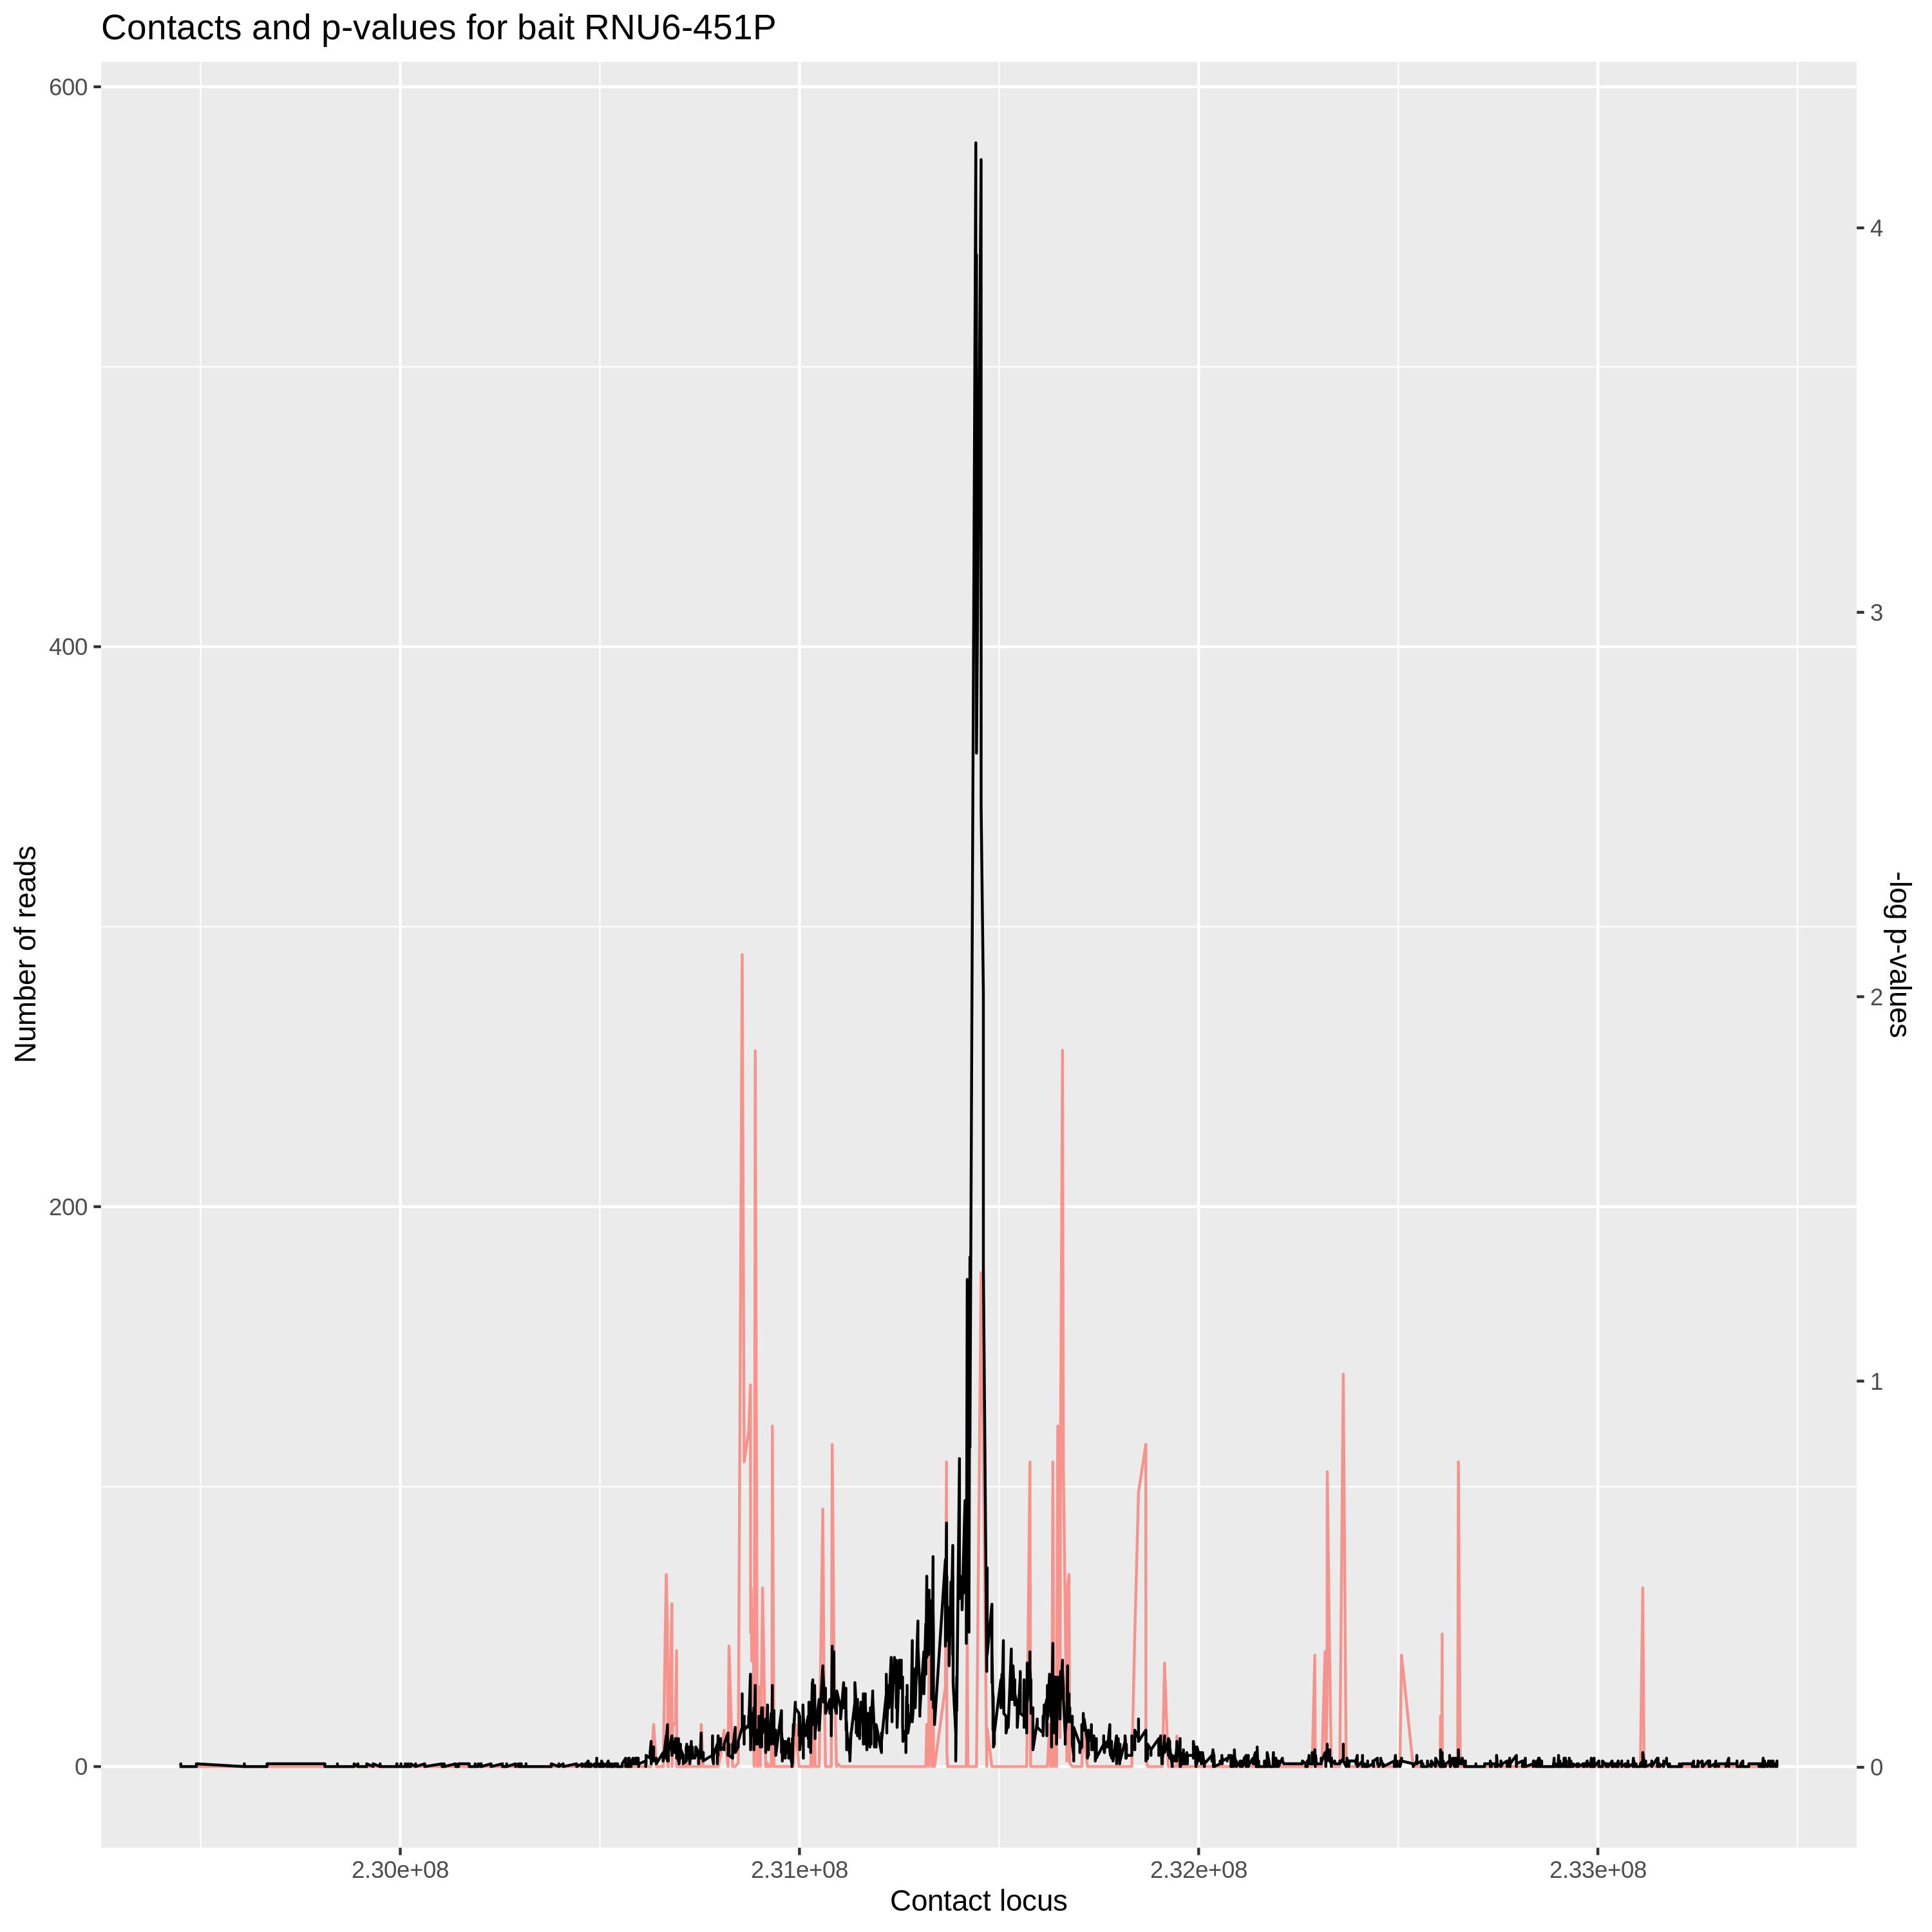 Contacts and p-values for bait RNU6-451P
600
400
200
0
Number of reads
4
3
2
1
0
-log p-values
2.30e+08
2.31e+08
2.32e+08
2.33e+08
Contact locus